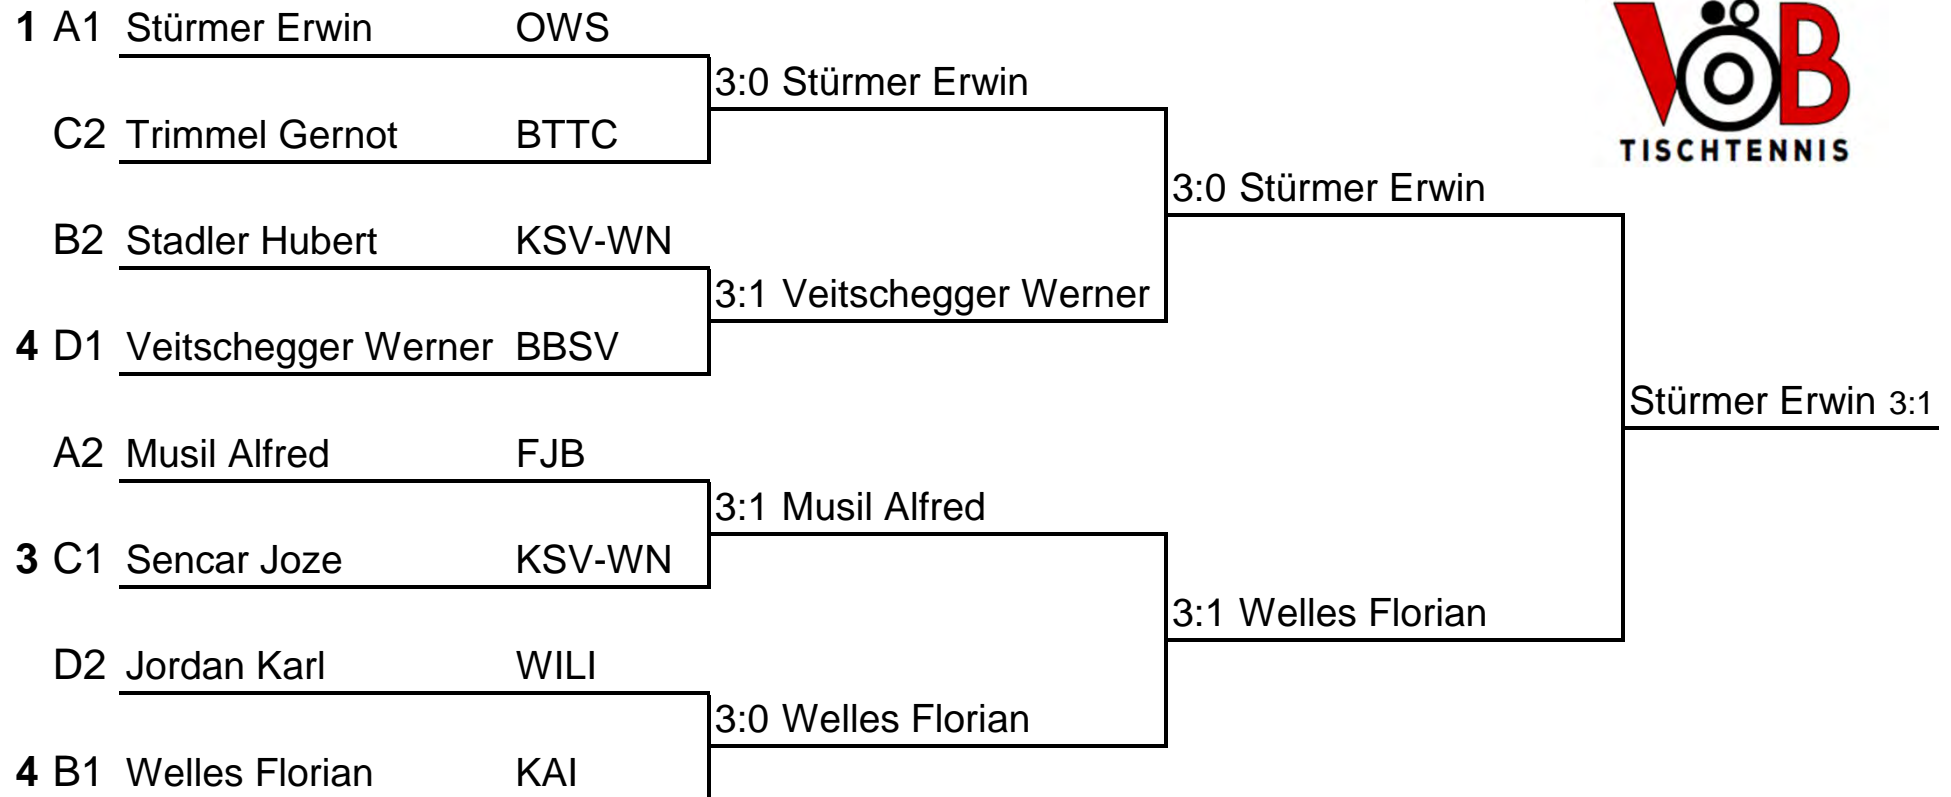 1 A1 Stürmer Erwin OWS
3:0 Stürmer Erwin
C2 Trimmel Gernot BTTC
VÖB
TISCHTENNIS
3:0 Stürmer Erwin
B2 Stadler Hubert KSV-WN
3:1 Veitschegger Werner
4 D1 Veitschegger Werner BBSV
Stürmer Erwin 3:1
A2 Musil Alfred FJB
3:1 Musil Alfred
3 C1 Sencar Joze KSV-WN
3:1 Welles Florian
D2 Jordan Karl WILI
3:0 Welles Florian
4 B1 Welles Florian KAI